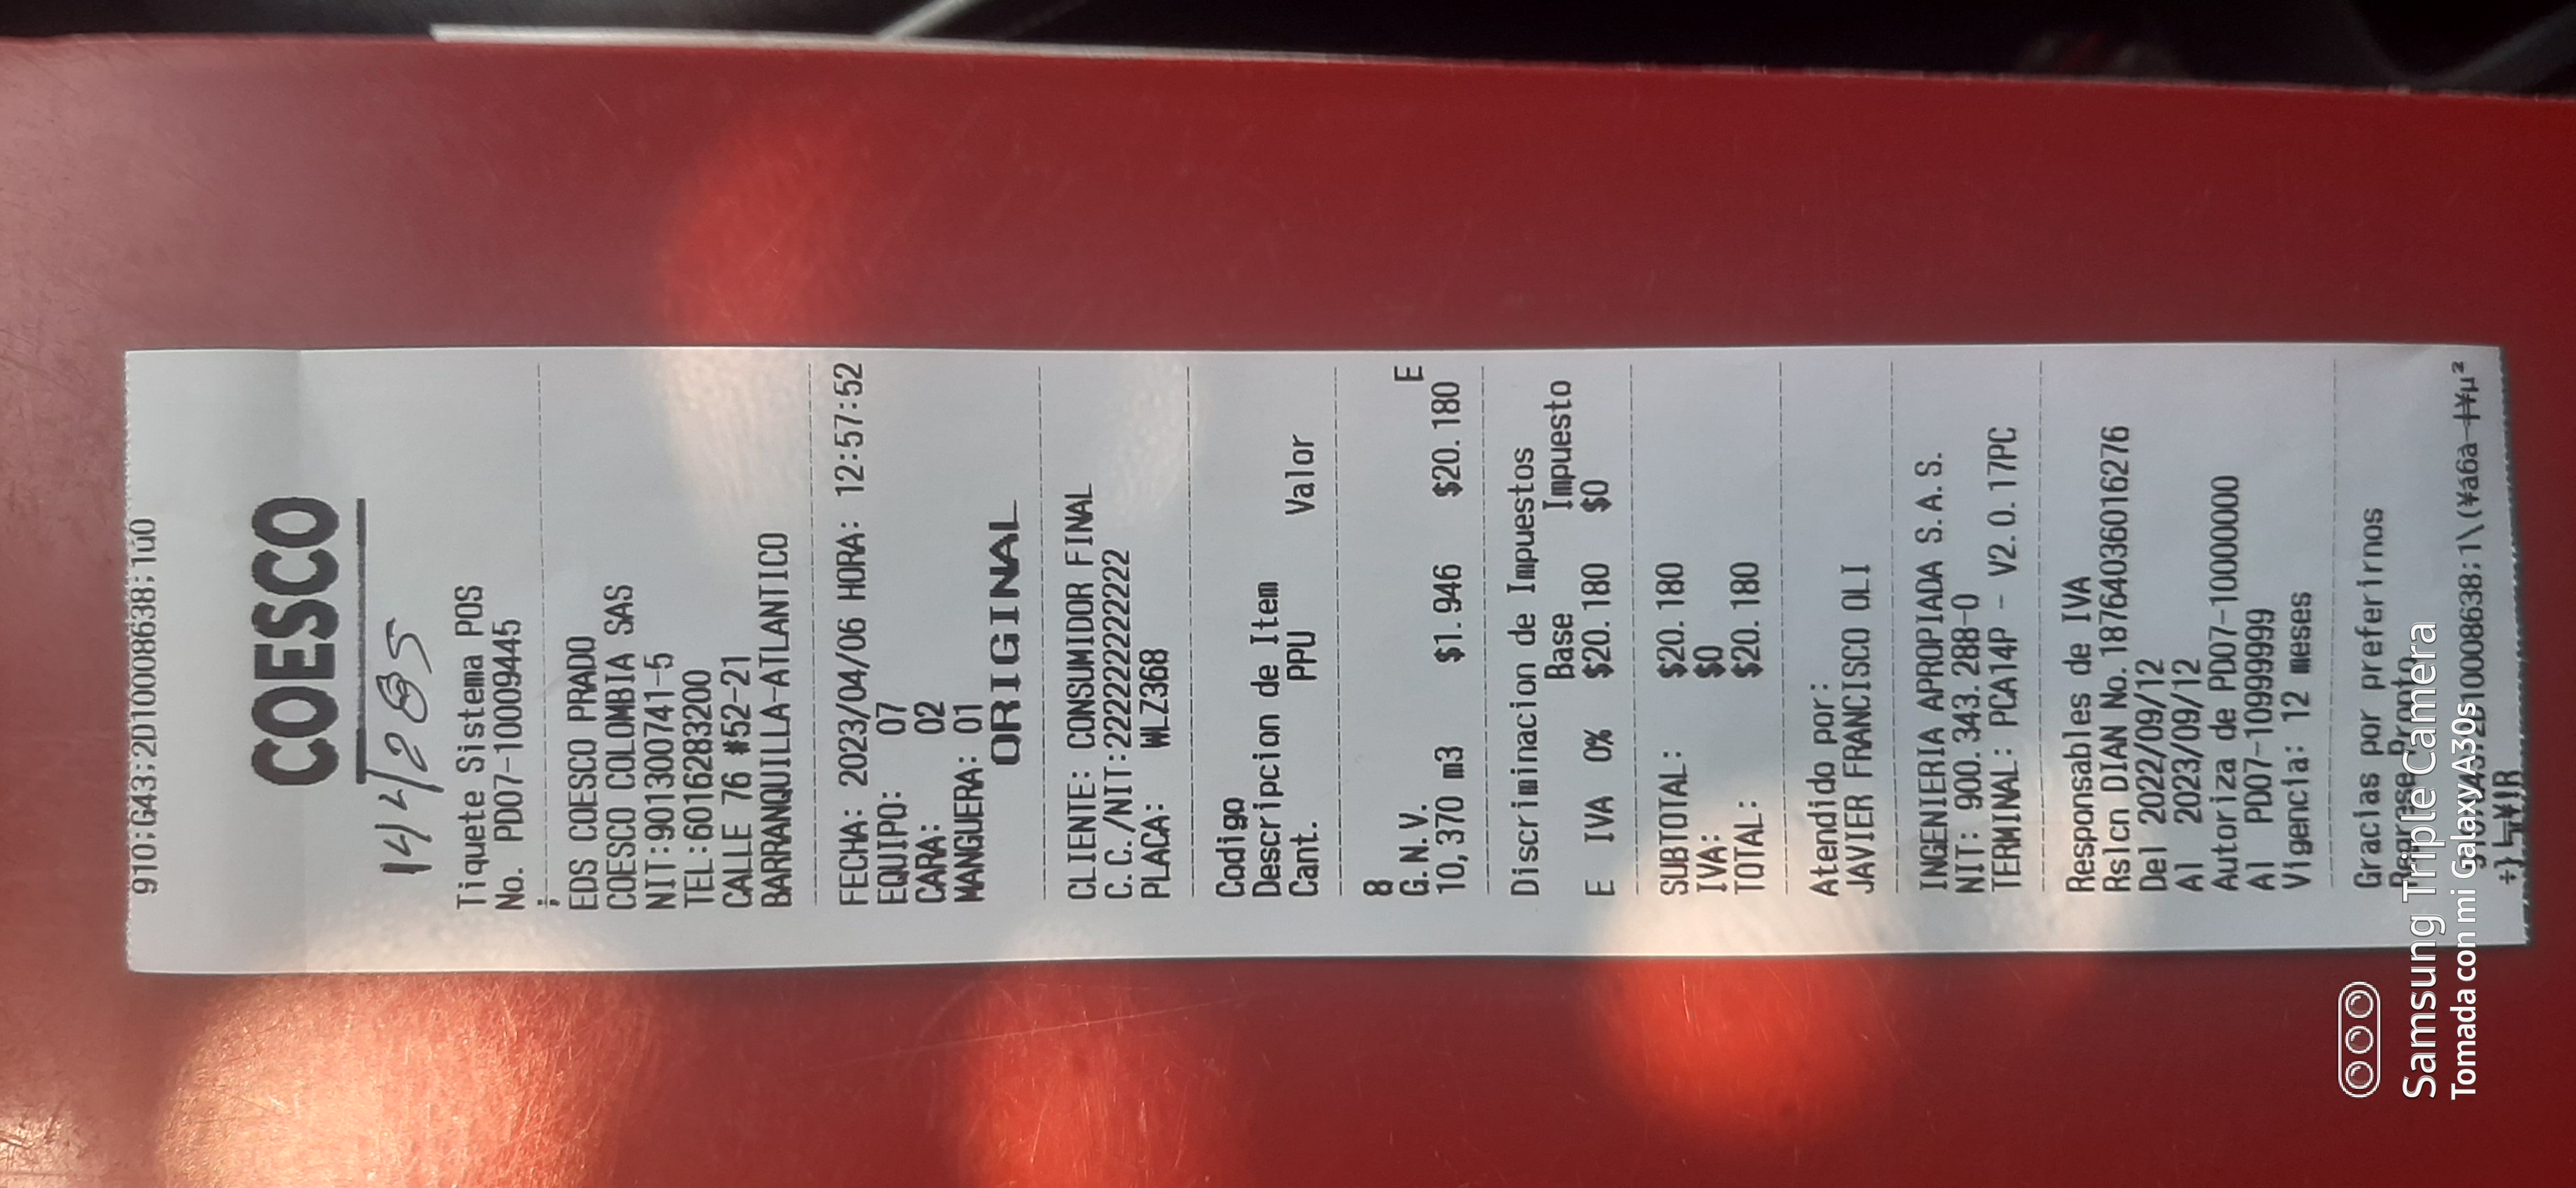 910:G43:2D10008638:1ú0
COESCO
144285
Tiquete Sistema POS
No. PD07-10009445
;
EDS COESCO PRADO
COESCO COLOMBIA SAS
NIT:901300741-5
TEL:6016283200
CALLE 76 #52-21
BARRANQUILLA-ATLANTICO
FECHA: 2023/04/06 HORA: 12:57:52
EQUIPO: 07
CARA: 02
MANGUERA: 01
ORIGINAL
CLIENTE: CONSUMIDOR FINAL
C.C./NIT:222222222222
PLACA: WLZ368
Codigo
Descripcion de Item
Cant. PPU Valor
8
G.N.V. E
10,370 m3 $1.946 $20.180
Discriminacion de Impuestos
Base Impuesto
E IVA 0% $20.180 $0
SUBTOTAL: $20.180
IVA: $0
TOTAL: $20.180
Atendido por:
JAVIER FRANCISCO OLI
INGENIERIA APROPIADA S.A.S.
NIT: 900.343.288-0
TERMINAL: PCA14P - V2.0.17PC
Responsables de IVA
Rslcn DIAN No.18764036016276
Del 2022/09/12
Al 2023/09/12
Autoriza de PD07-10000000
Al PD07-10999999
Vigencia: 12 meses
Gracias por preferirnos
Regrese Pronto
Samsung Triple Camera
Tomada con mi Galaxy A30s